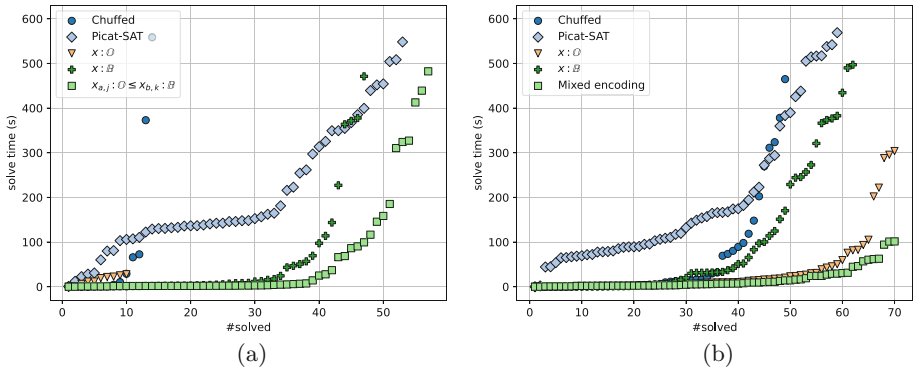 600
500
400
300
200
100
0
solve time (s)
Chuffed
Picat-SAT
x : 𝕆
x : 𝔹
x_{a,j} : 𝕆 ≤ x_{b,k} : 𝔹
0 10 20 30 40 50
#solved
(a)
600
500
400
300
200
100
0
solve time (s)
Chuffed
Picat-SAT
x : 𝕆
x : 𝔹
Mixed encoding
0 10 20 30 40 50 60 70
#solved
(b)